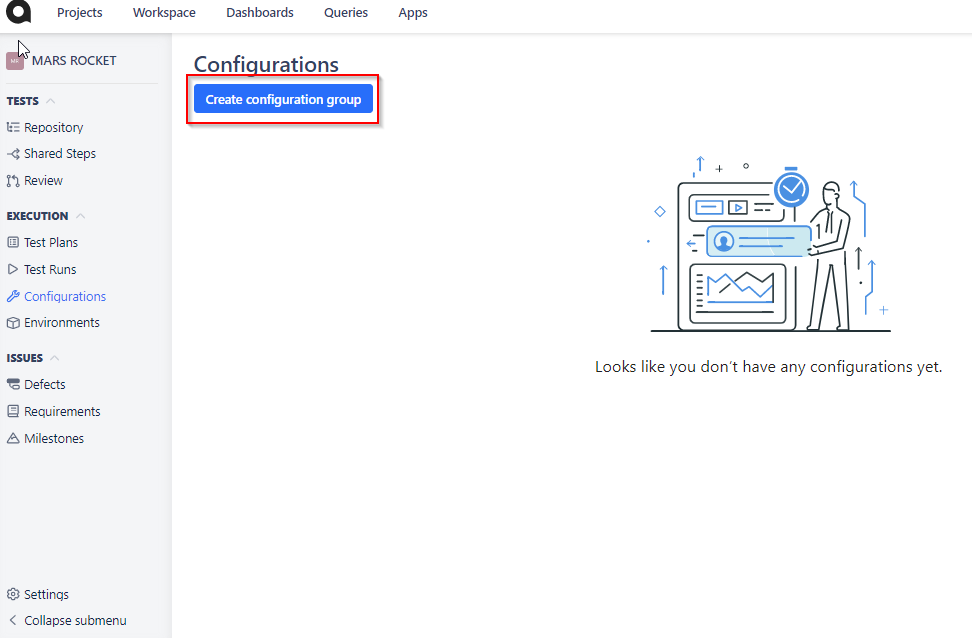 Projects Workspace Dashboards Queries Apps
MARS ROCKET
TESTS
Repository
Shared Steps
Review
EXECUTION
Test Plans
Test Runs
Configurations
Environments
ISSUES
Defects
Requirements
Milestones
Settings
Collapse submenu
Configurations
Create configuration group
Looks like you don’t have any configurations yet.